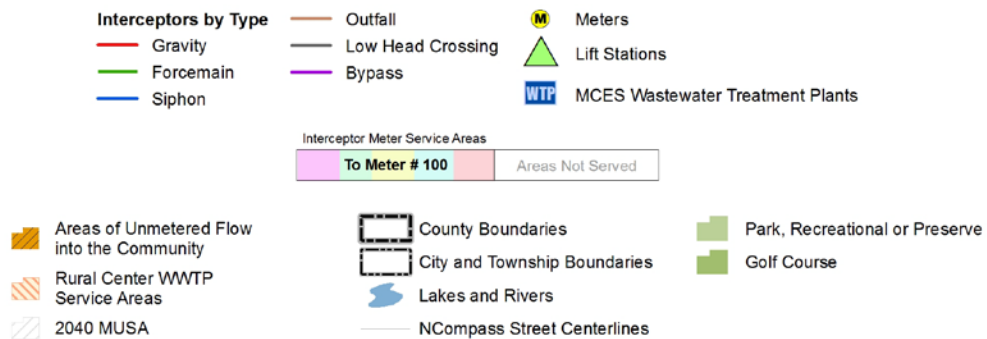 Interceptors by Type
Gravity
Forcemain
Siphon
Outfall
Low Head Crossing
Bypass
M Meters
Lift Stations
WTP MCES Wastewater Treatment Plants
Interceptor Meter Service Areas
To Meter # 100
Areas Not Served
Areas of Unmetered Flow
into the Community
Rural Center WWTP
Service Areas
2040 MUSA
County Boundaries
City and Township Boundaries
Lakes and Rivers
NCompass Street Centerlines
Park, Recreational or Preserve
Golf Course